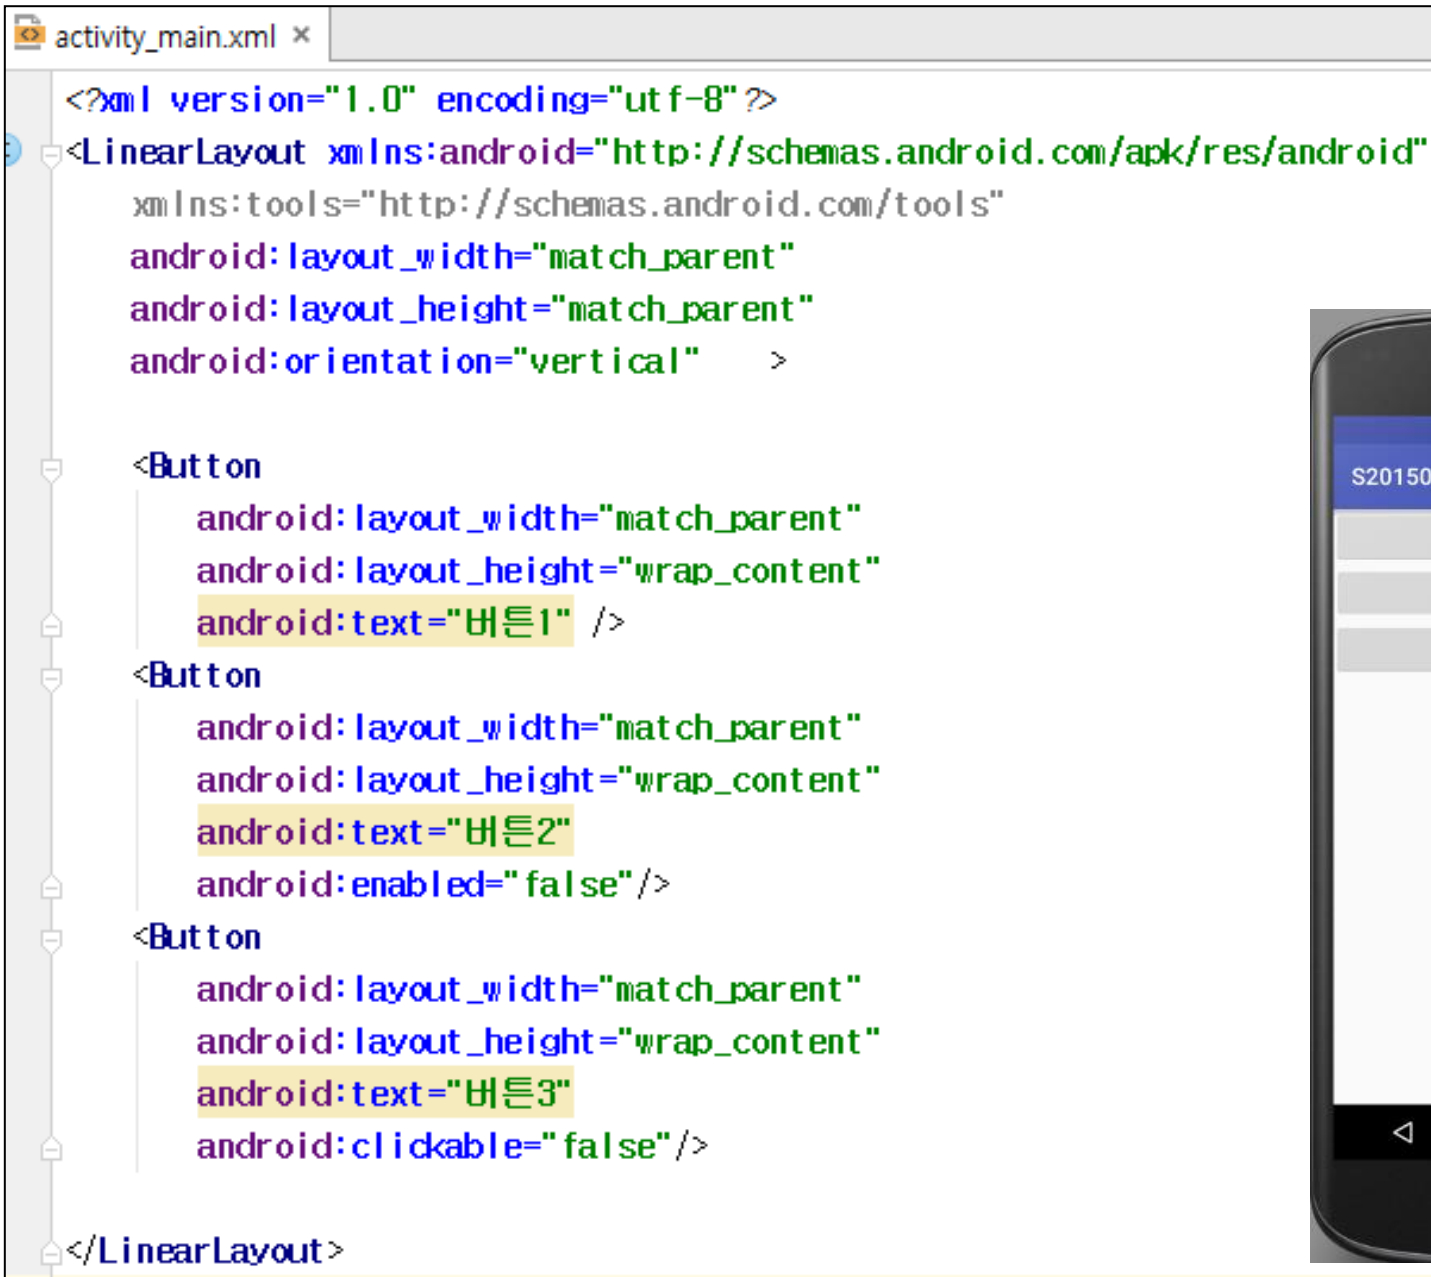 activity_main.xml
<?xml version="1.0" encoding="utf-8"?>
<LinearLayout xmlns:android="http://schemas.android.com/apk/res/android"
xmlns:tools="http://schemas.android.com/tools"
android:layout_width="match_parent"
android:layout_height="match_parent"
android:orientation="vertical"   >
<Button
android:layout_width="match_parent"
android:layout_height="wrap_content"
android:text="버튼1" />
<Button
android:layout_width="match_parent"
android:layout_height="wrap_content"
android:text="버튼2"
android:enabled="false"/>
<Button
android:layout_width="match_parent"
android:layout_height="wrap_content"
android:text="버튼3"
android:clickable="false"/>
</LinearLayout>
S20150